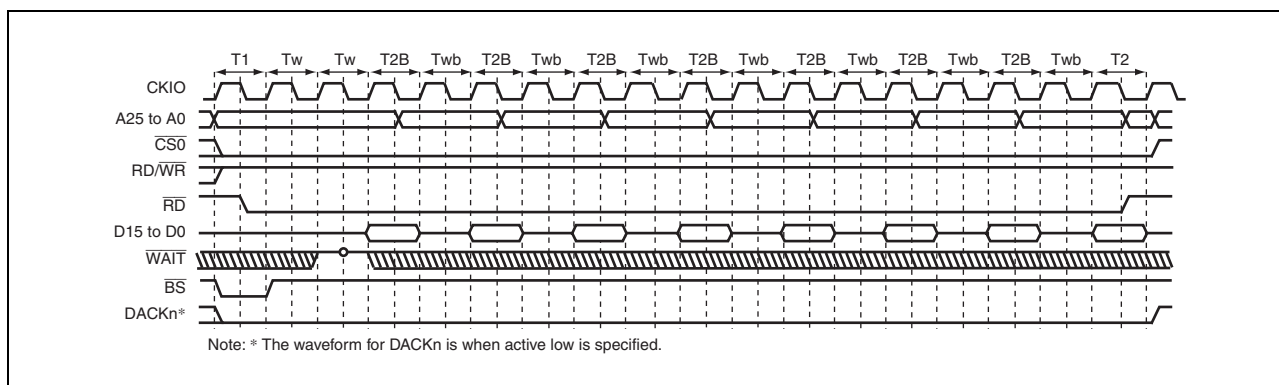 T1 Tw Tw T2B Twb T2B Twb T2B Twb T2B Twb T2B Twb T2B Twb T2B Twb T2
CKIO
A25 to A0
CS0
RD/WR
RD
D15 to D0
WAIT
BS
DACKn*
Note: * The waveform for DACKn is when active low is specified.